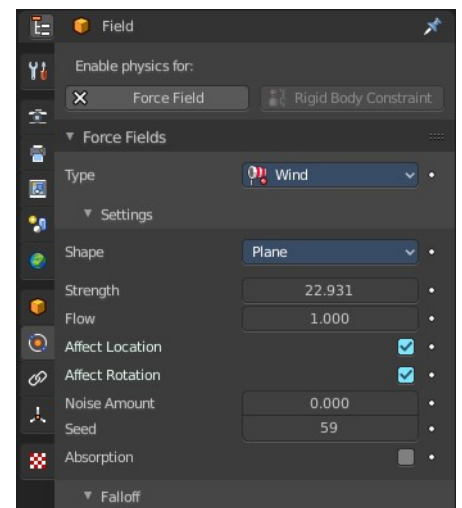 Field
Enable physics for:
Force Field Rigid Body Constraint
Force Fields
Type Wind
Settings
Shape Plane
Strength 22.931
Flow 1.000
Affect Location
Affect Rotation
Noise Amount 0.000
Seed 59
Absorption
Falloff